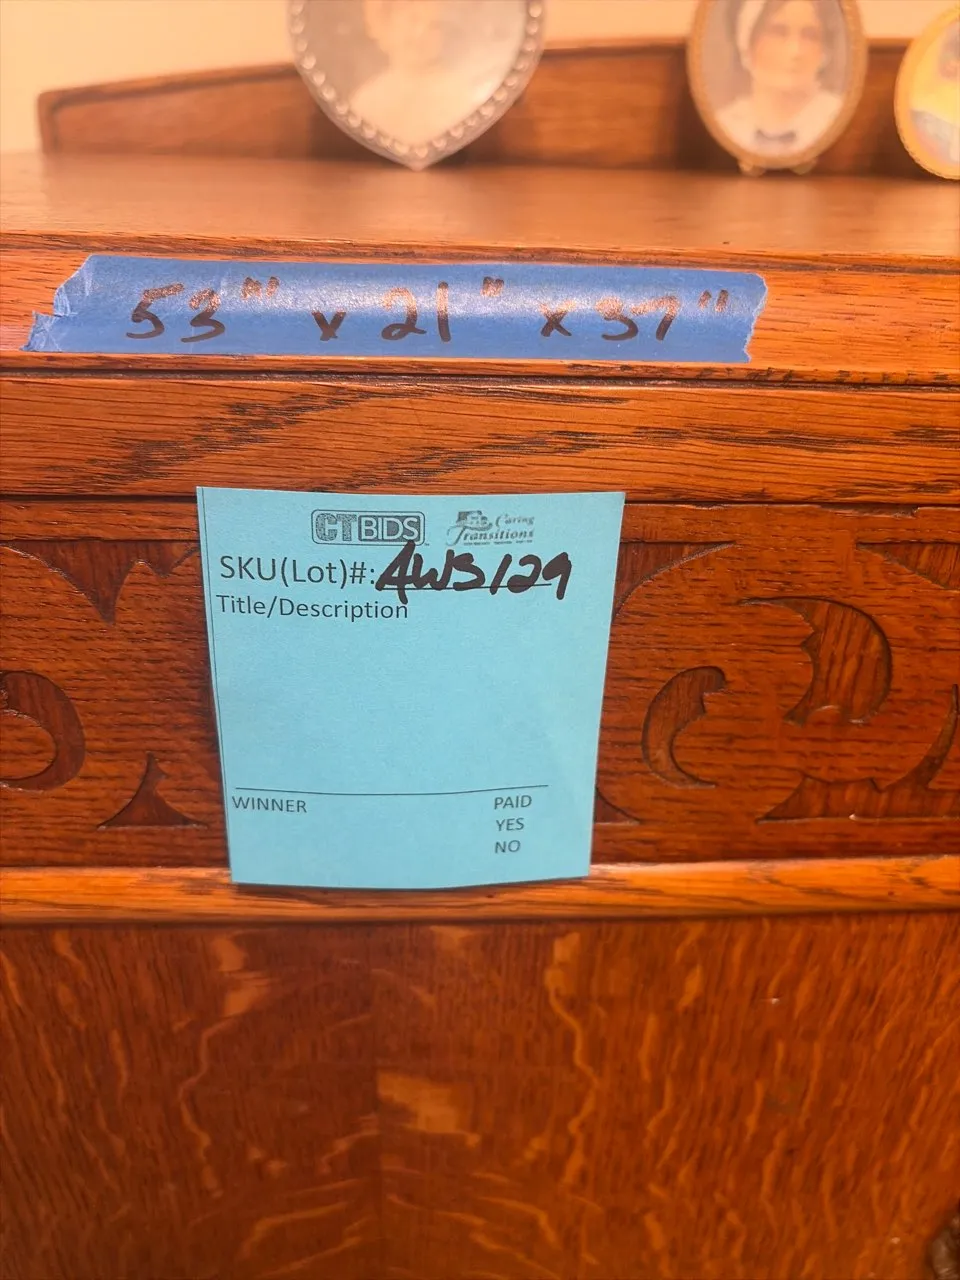 53" x 21" x 37"
CTBIDS
Caring
Transitions
SKU(Lot)#: AWS129
Title/Description
WINNER
PAID
YES
NO